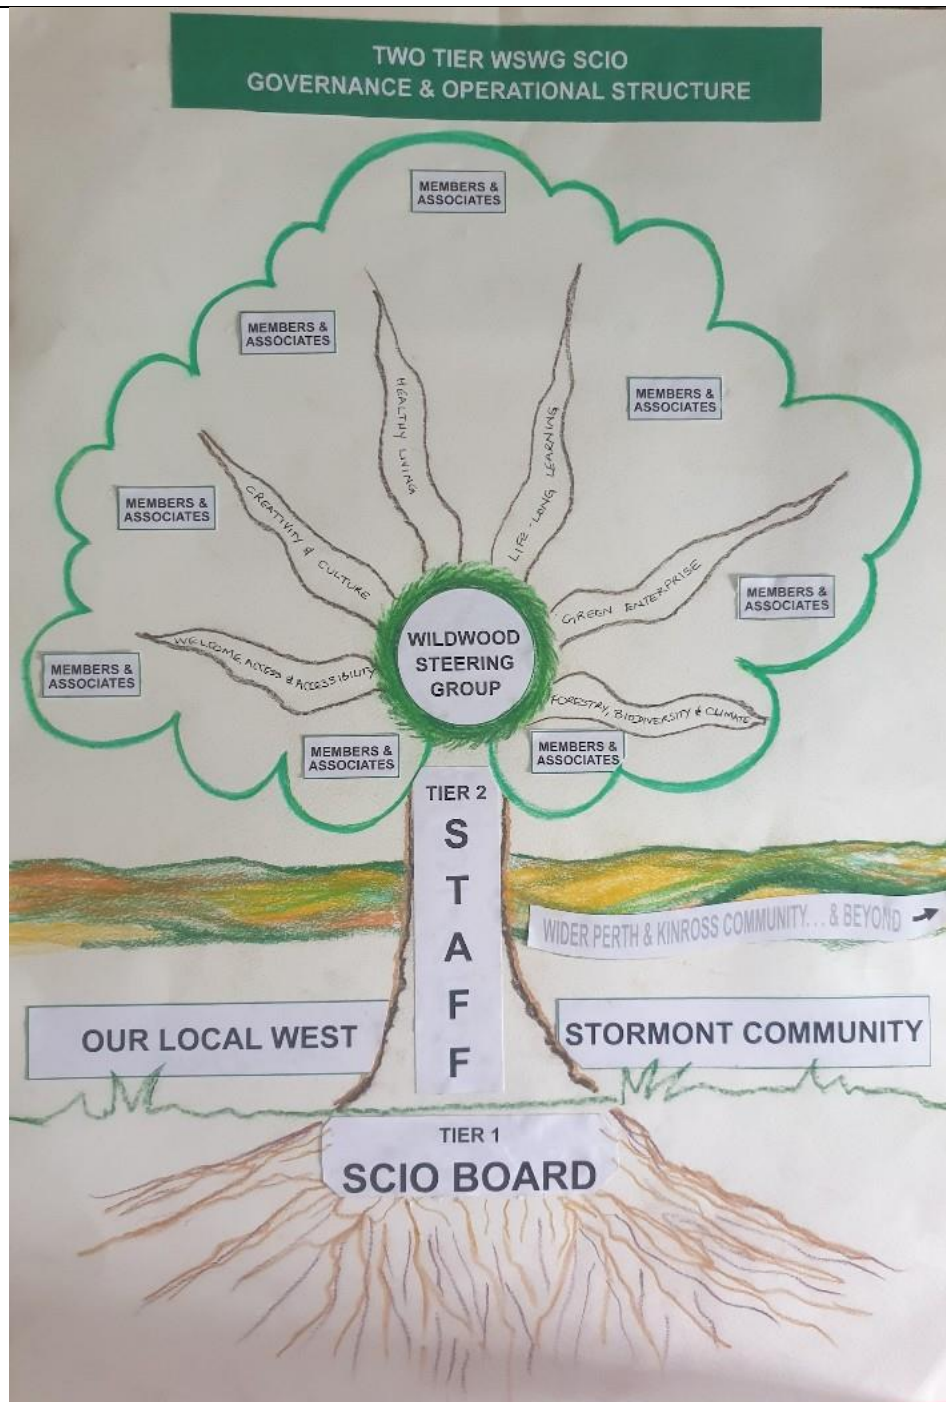 TWO TIER WSWG SCIO
GOVERNANCE & OPERATIONAL STRUCTURE
MEMBERS &
ASSOCIATES
MEMBERS &
ASSOCIATES
MEMBERS &
ASSOCIATES
MEMBERS &
ASSOCIATES
MEMBERS &
ASSOCIATES
MEMBERS &
ASSOCIATES
MEMBERS &
ASSOCIATES
MEMBERS &
ASSOCIATES
WELCOME, ACCESS & ACCESSIBILITY
CREATIVITY & CULTURE
HEALTHY LIVING
LIFE-LONG LEARNING
GREEN ENTERPRISE
FORESTRY, BIODIVERSITY & CLIMATE
WILDWOOD
STEERING
GROUP
TIER 2
STAFF
WIDER PERTH & KINROSS COMMUNITY... & BEYOND
OUR LOCAL WEST
STORMONT COMMUNITY
TIER 1
SCIO BOARD